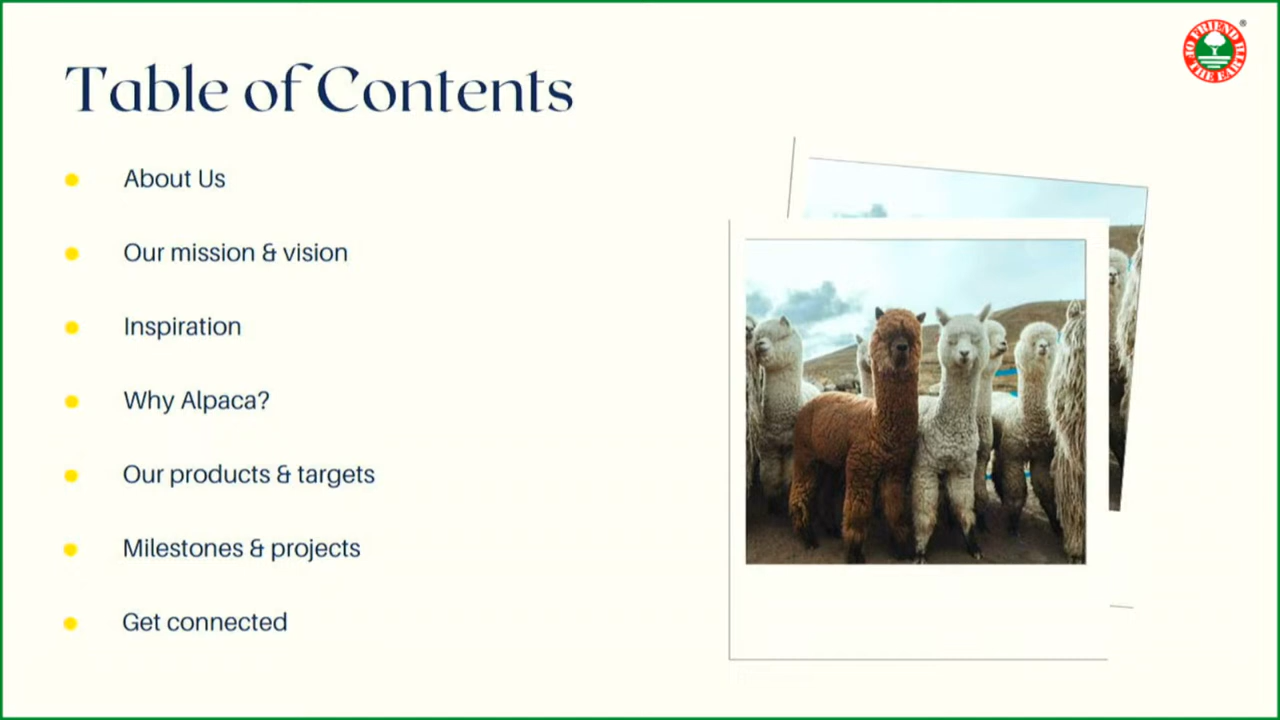 Table of Contents
About Us
Our mission & vision
Inspiration
Why Alpaca?
Our products & targets
Milestones & projects
Get connected